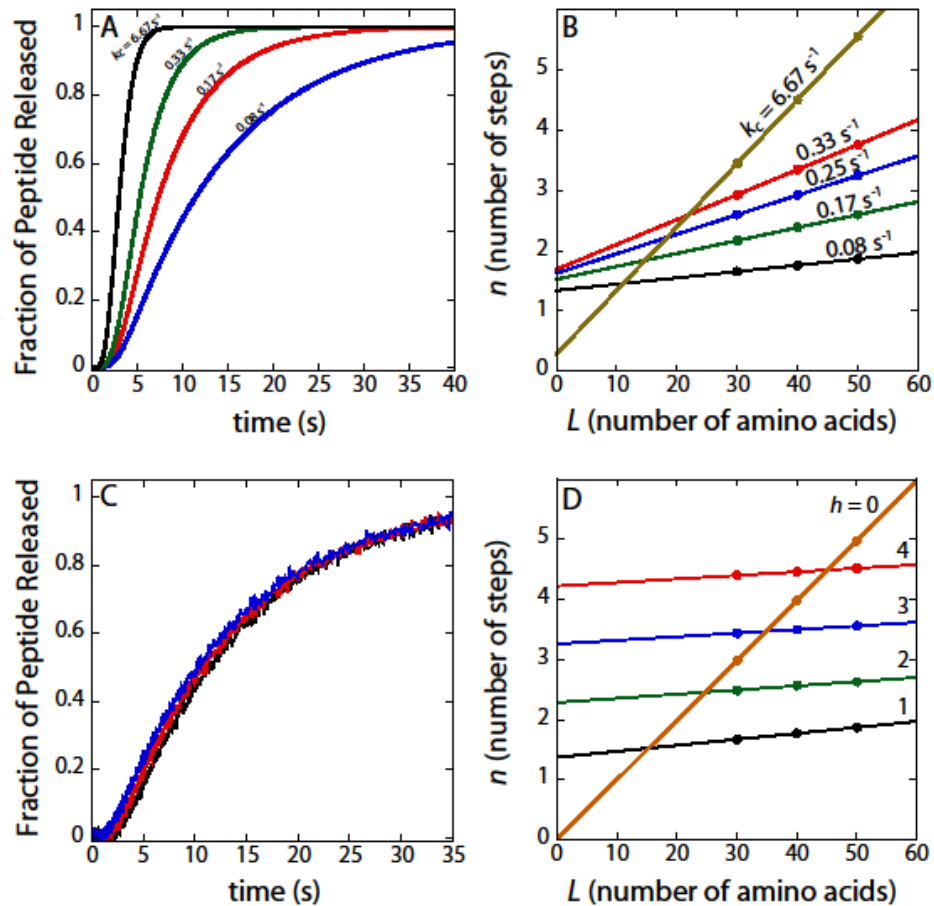 A
Fraction of Peptide Released
1
0.8
0.6
0.4
0.2
0
k_c = 6.67 s⁻¹
0.33 s⁻¹
0.17 s⁻¹
0.08 s⁻¹
0 5 10 15 20 25 30 35 40
time (s)
B
n (number of steps)
5
4
3
2
1
0
k_c = 6.67 s⁻¹
0.33 s⁻¹
0.25 s⁻¹
0.17 s⁻¹
0.08 s⁻¹
0 10 20 30 40 50 60
L (number of amino acids)
C
Fraction of Peptide Released
1
0.8
0.6
0.4
0.2
0
0 5 10 15 20 25 30 35
time (s)
D
n (number of steps)
5
4
3
2
1
0
h = 0
4
3
2
1
0 10 20 30 40 50 60
L (number of amino acids)